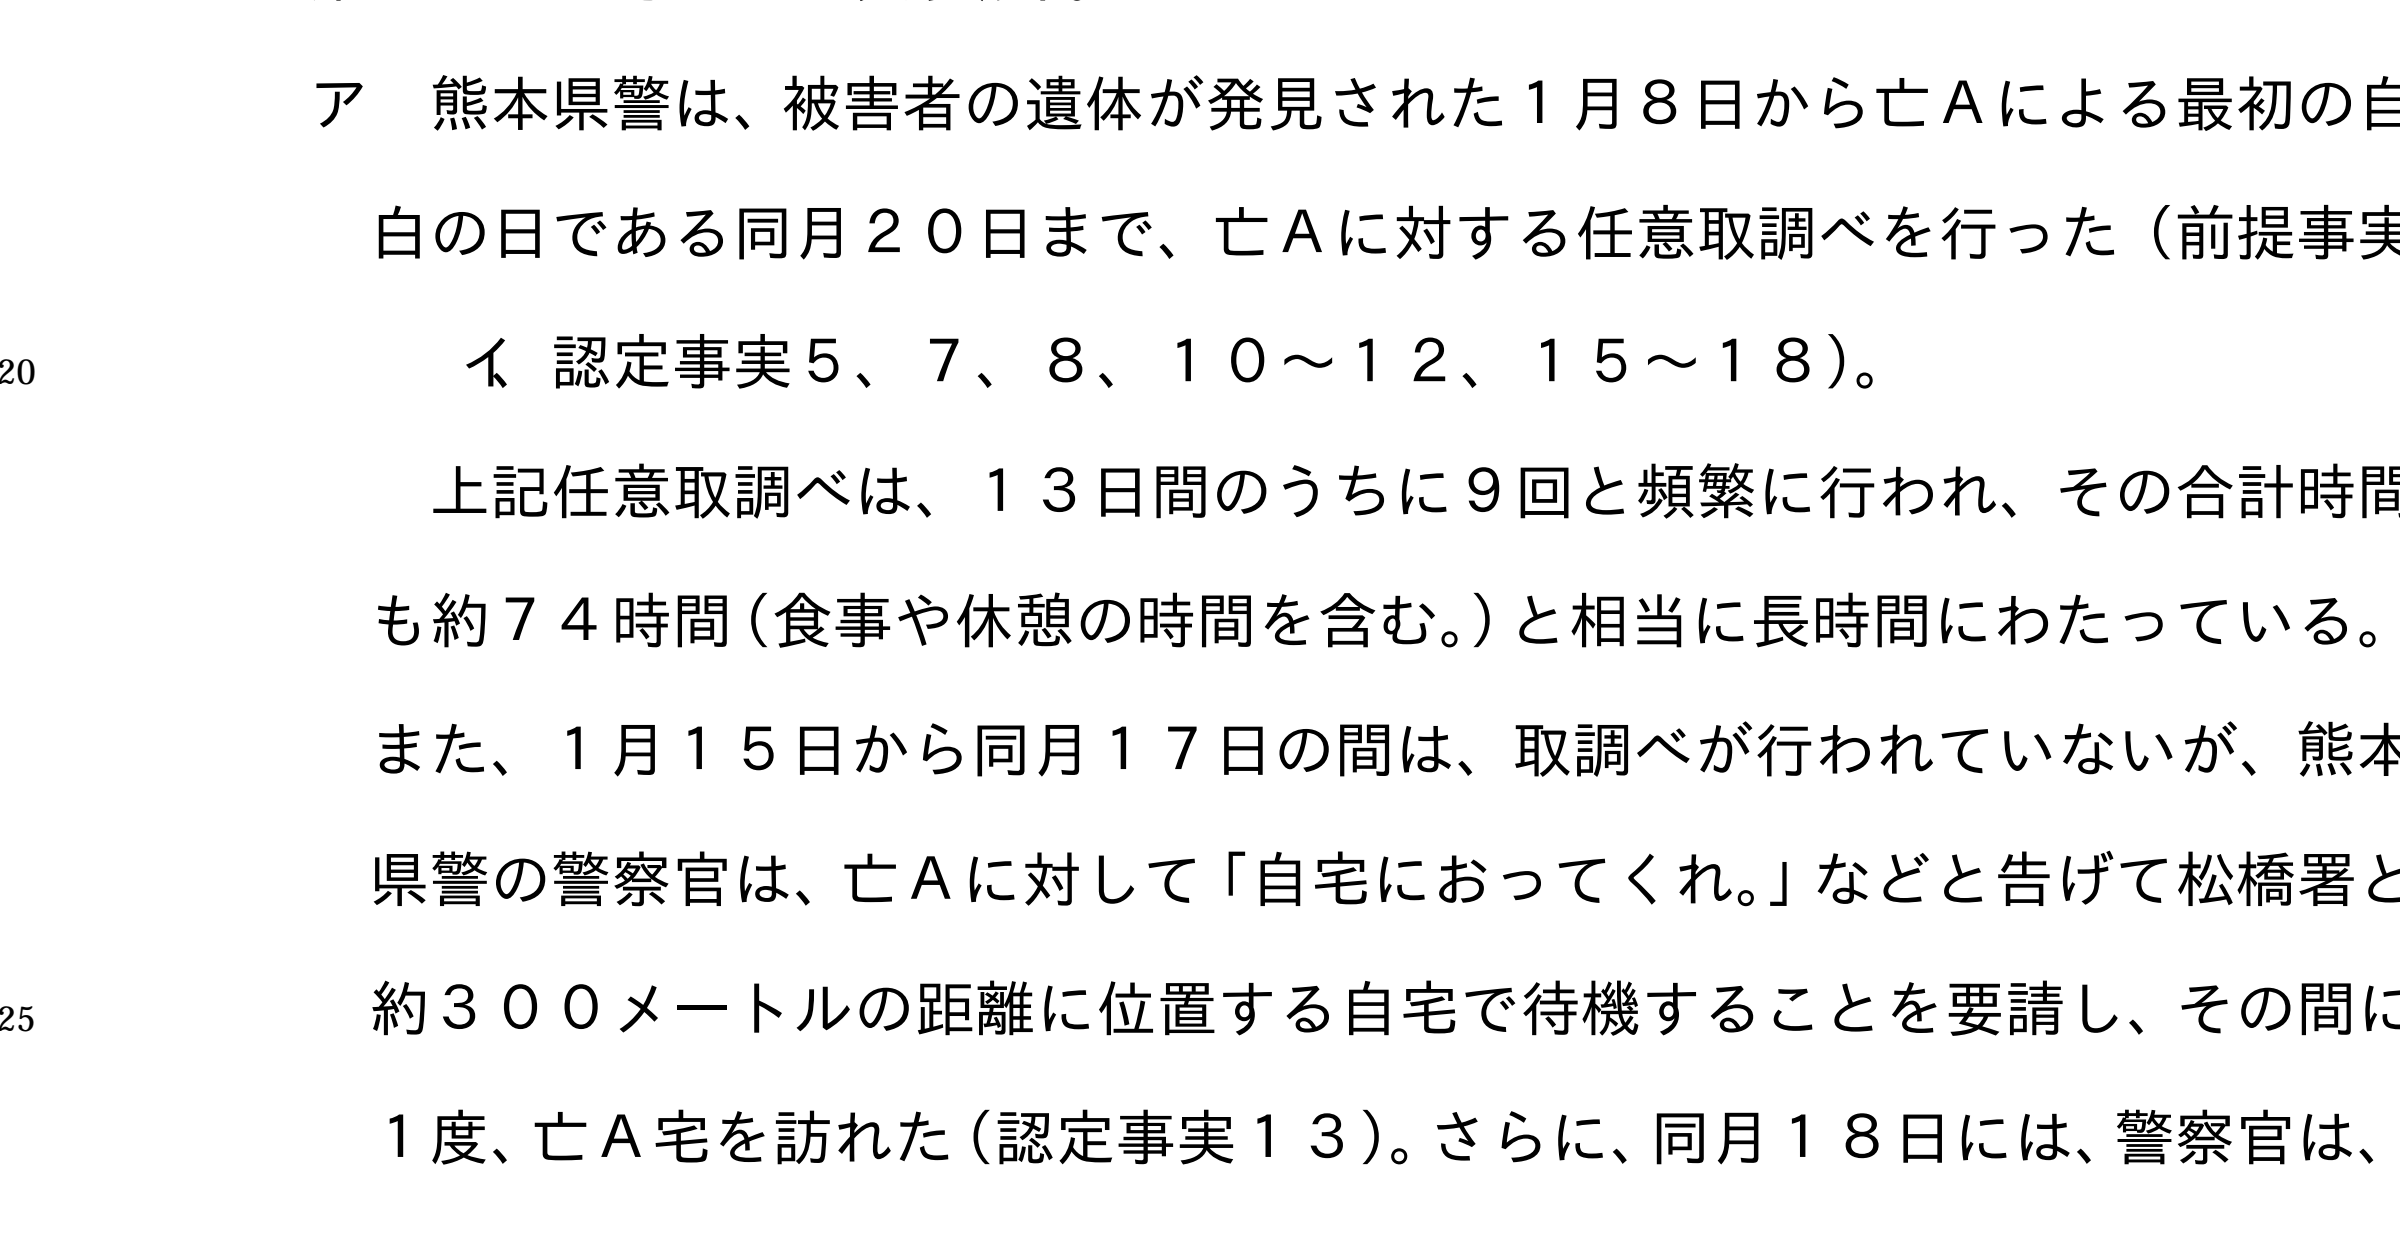 ア　熊本県警は、被害者の遺体が発見された１月８日から亡Ａによる最初の自
白の日である同月２０日まで、亡Ａに対する任意取調べを行った（前提事実
20 イ、認定事実５、７、８、１０～１２、１５～１８）。
上記任意取調べは、１３日間のうちに９回と頻繁に行われ、その合計時間
も約７４時間（食事や休憩の時間を含む。）と相当に長時間にわたっている。
また、１月１５日から同月１７日の間は、取調べが行われていないが、熊本
県警の警察官は、亡Ａに対して「自宅におってくれ。」などと告げて松橋署と
25 約３００メートルの距離に位置する自宅で待機することを要請し、その間に
１度、亡Ａ宅を訪れた（認定事実１３）。さらに、同月１８日には、警察官は、